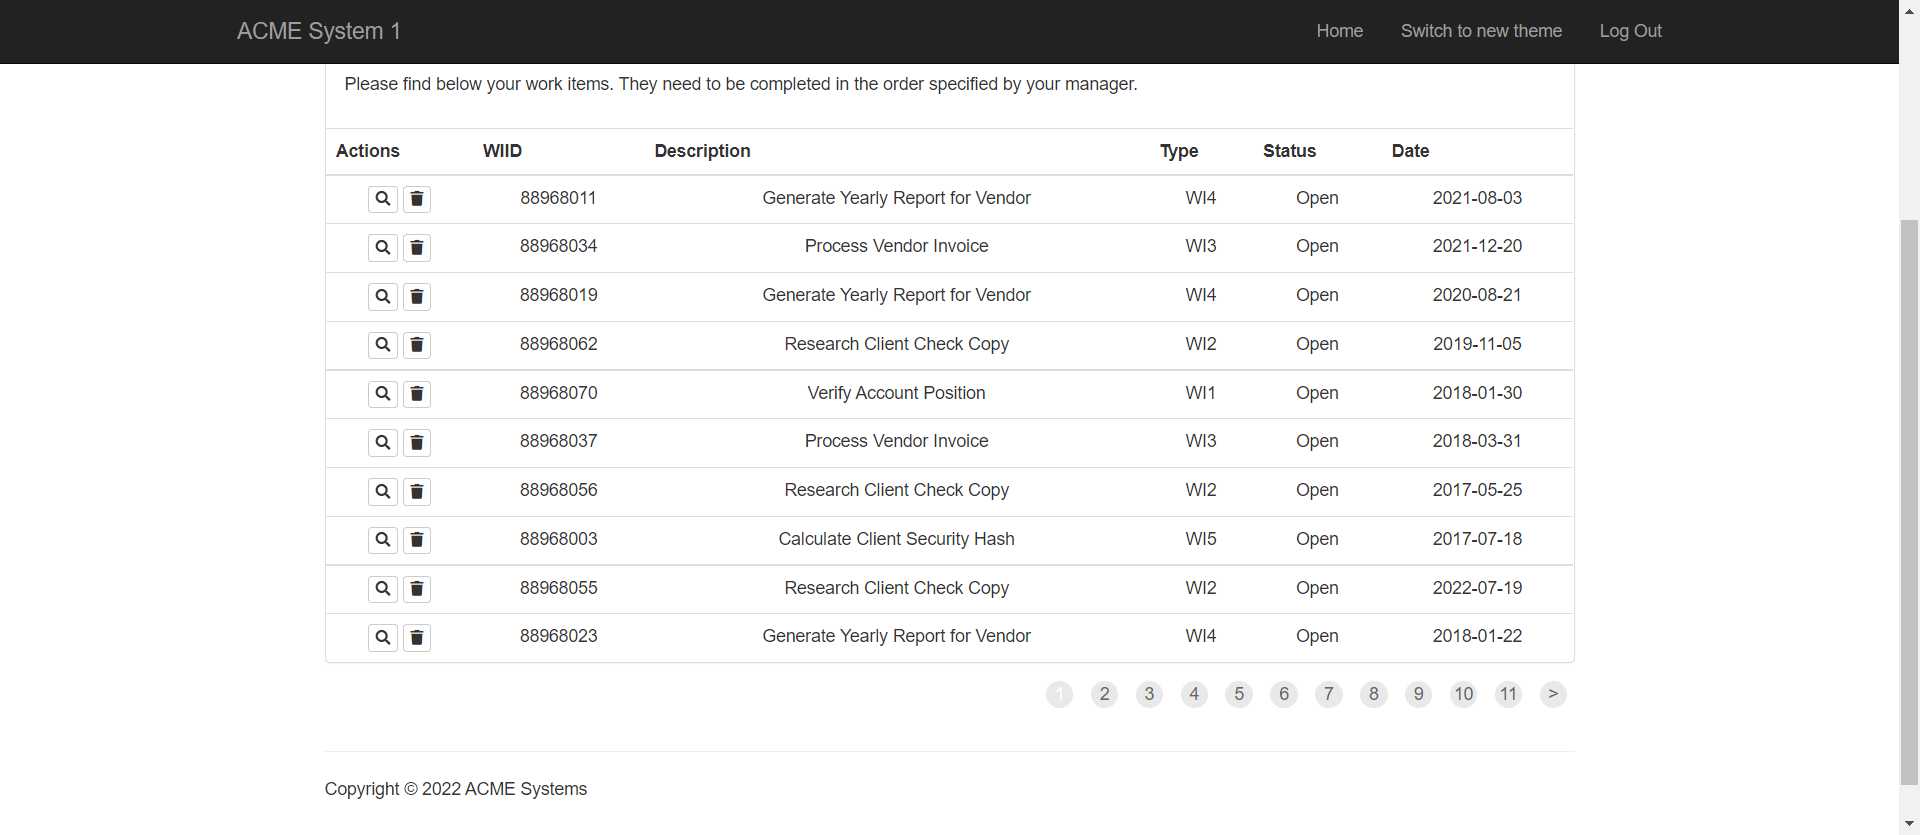 ACME System 1 Home Switch to new theme Log Out
Please find below your work items. They need to be completed in the order specified by your manager.
Actions WIID Description Type Status Date
88968011 Generate Yearly Report for Vendor WI4 Open 2021-08-03
88968034 Process Vendor Invoice WI3 Open 2021-12-20
88968019 Generate Yearly Report for Vendor WI4 Open 2020-08-21
88968062 Research Client Check Copy WI2 Open 2019-11-05
88968070 Verify Account Position WI1 Open 2018-01-30
88968037 Process Vendor Invoice WI3 Open 2018-03-31
88968056 Research Client Check Copy WI2 Open 2017-05-25
88968003 Calculate Client Security Hash WI5 Open 2017-07-18
88968055 Research Client Check Copy WI2 Open 2022-07-19
88968023 Generate Yearly Report for Vendor WI4 Open 2018-01-22
1 2 3 4 5 6 7 8 9 10 11 >
Copyright © 2022 ACME Systems